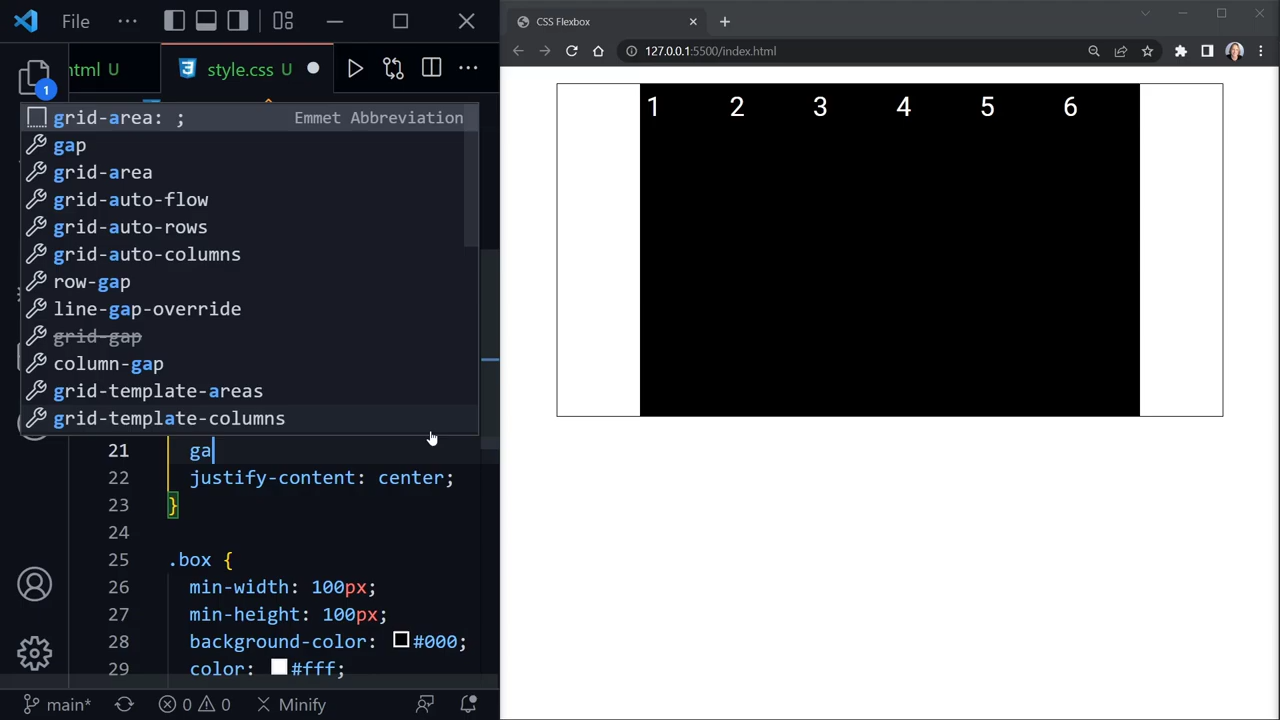 File
html U
style.css U
1
grid-area: ;
Emmet Abbreviation
gap
grid-area
grid-auto-flow
grid-auto-rows
grid-auto-columns
row-gap
line-gap-override
grid-gap
column-gap
grid-template-areas
grid-template-columns
21 ga
22 justify-content: center;
23 }
24
25 .box {
26 min-width: 100px;
27 min-height: 100px;
28 background-color: #000;
29 color: #fff;
main*
0
0
Minify
CSS Flexbox
127.0.0.1:5500/index.html
1 2 3 4 5 6